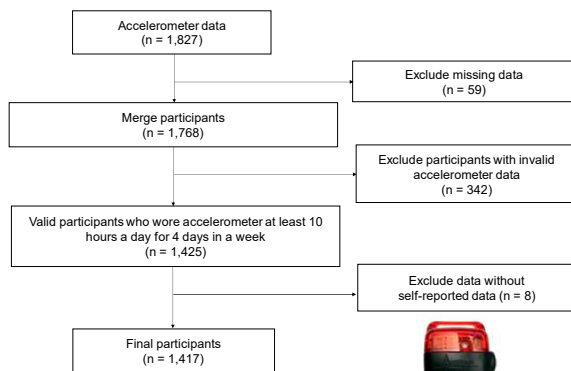 Accelerometer data
(n = 1,827)
Exclude missing data
(n = 59)
Merge participants
(n = 1,768)
Exclude participants with invalid
accelerometer data
(n = 342)
Valid participants who wore accelerometer at least 10
hours a day for 4 days in a week
(n = 1,425)
Exclude data without
self-reported data (n = 8)
Final participants
(n = 1,417)